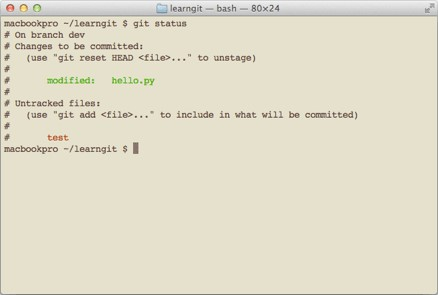 learngit — bash — 80×24
macbookpro ~/learngit $ git status
# On branch dev
# Changes to be committed:
#   (use "git reset HEAD <file>..." to unstage)
#
#       modified:   hello.py
#
# Untracked files:
#   (use "git add <file>..." to include in what will be committed)
#
#       test
macbookpro ~/learngit $